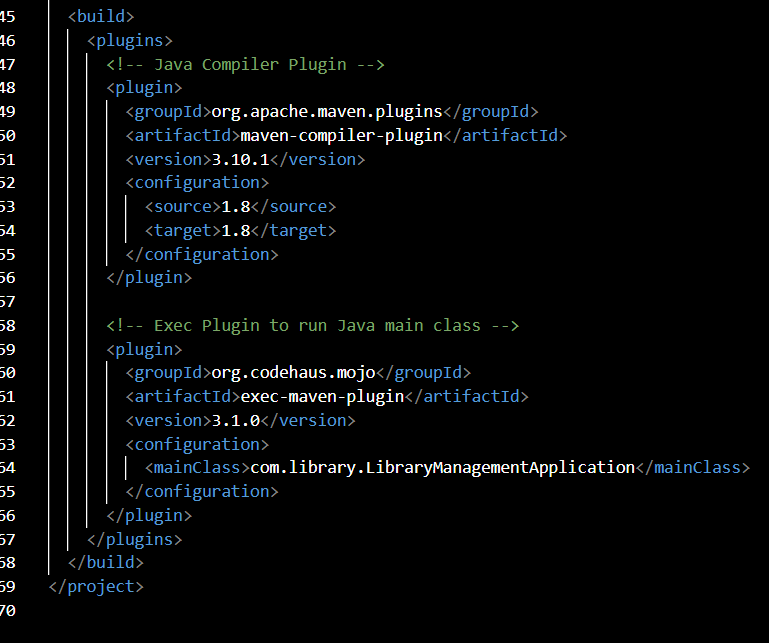 45 <build>
46 <plugins>
47 <!-- Java Compiler Plugin -->
48 <plugin>
49 <groupId>org.apache.maven.plugins</groupId>
50 <artifactId>maven-compiler-plugin</artifactId>
51 <version>3.10.1</version>
52 <configuration>
53 <source>1.8</source>
54 <target>1.8</target>
55 </configuration>
56 </plugin>
57
58 <!-- Exec Plugin to run Java main class -->
59 <plugin>
60 <groupId>org.codehaus.mojo</groupId>
61 <artifactId>exec-maven-plugin</artifactId>
62 <version>3.1.0</version>
63 <configuration>
64 <mainClass>com.library.LibraryManagementApplication</mainClass>
65 </configuration>
66 </plugin>
67 </plugins>
68 </build>
69 </project>
70